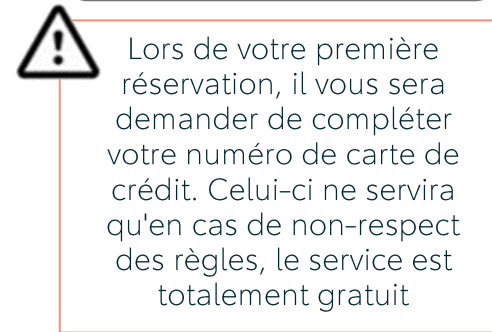 Lors de votre première
réservation, il vous sera
demander de compléter
votre numéro de carte de
crédit. Celui-ci ne servira
qu'en cas de non-respect
des règles, le service est
totalement gratuit